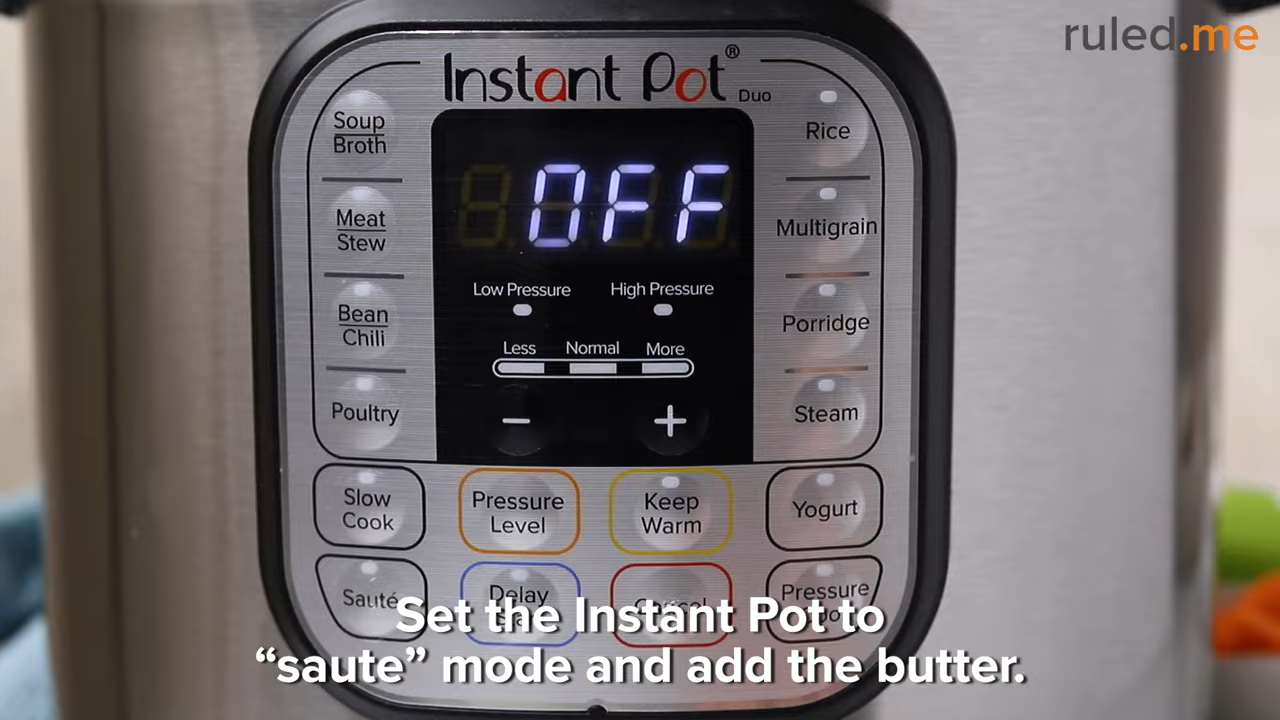 ruled.me
Instant Pot® Duo
Soup
Broth
Meat
Stew
Bean
Chili
Poultry
OFF
Low Pressure High Pressure
Less Normal More
− +
Rice
Multigrain
Porridge
Steam
Slow
Cook
Pressure
Level
Keep
Warm
Yogurt
Sauté
Delay
Cancel
Pressure
Set the Instant Pot to
“saute” mode and add the butter.